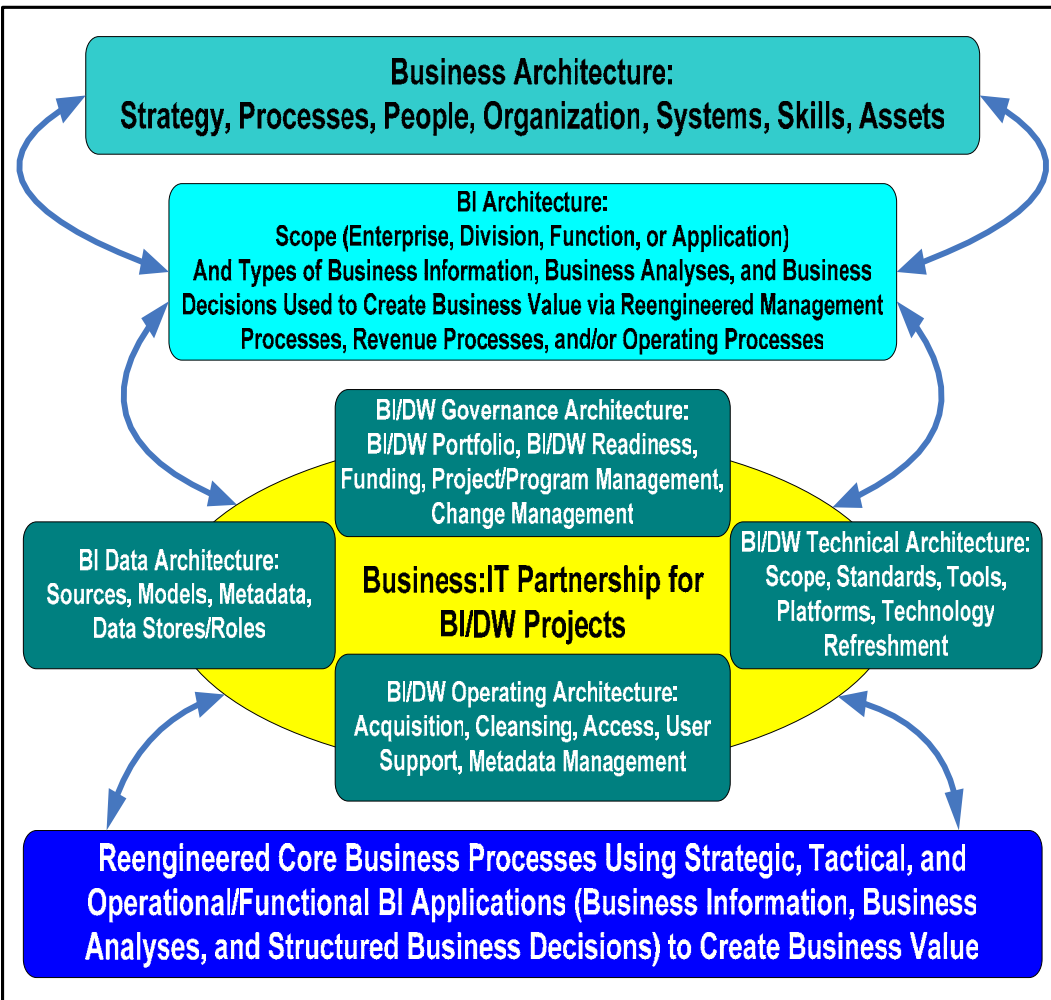 Business Architecture:
Strategy, Processes, People, Organization, Systems, Skills, Assets
BI Architecture:
Scope (Enterprise, Division, Function, or Application)
And Types of Business Information, Business Analyses, and Business
Decisions Used to Create Business Value via Reengineered Management
Processes, Revenue Processes, and/or Operating Processes
BI/DW Governance Architecture:
BI/DW Portfolio, BI/DW Readiness,
Funding, Project/Program Management,
Change Management
BI Data Architecture:
Sources, Models, Metadata,
Data Stores/Roles
Business:IT Partnership for
BI/DW Projects
BI/DW Technical Architecture:
Scope, Standards, Tools,
Platforms, Technology
Refreshment
BI/DW Operating Architecture:
Acquisition, Cleansing, Access, User
Support, Metadata Management
Reengineered Core Business Processes Using Strategic, Tactical, and
Operational/Functional BI Applications (Business Information, Business
Analyses, and Structured Business Decisions) to Create Business Value